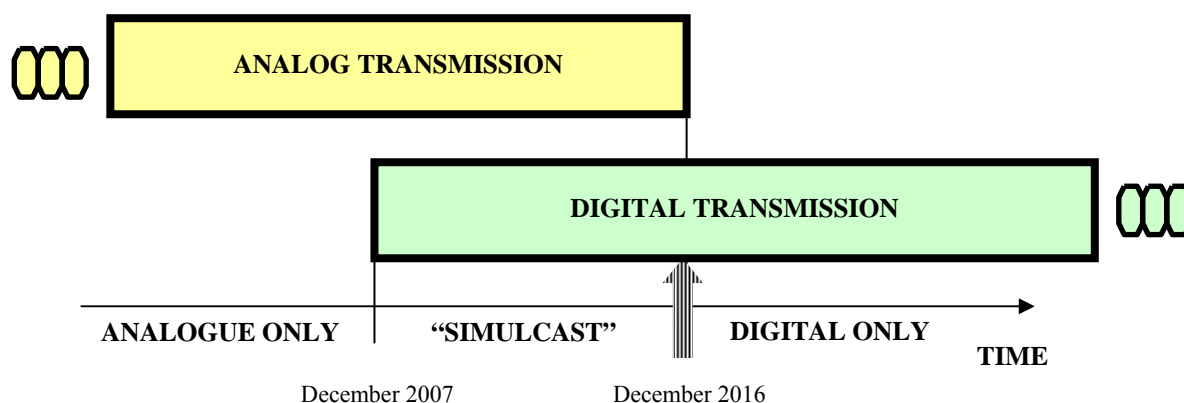 ANALOG TRANSMISSION
DIGITAL TRANSMISSION
ANALOGUE ONLY “SIMULCAST” DIGITAL ONLY
TIME
December 2007 December 2016